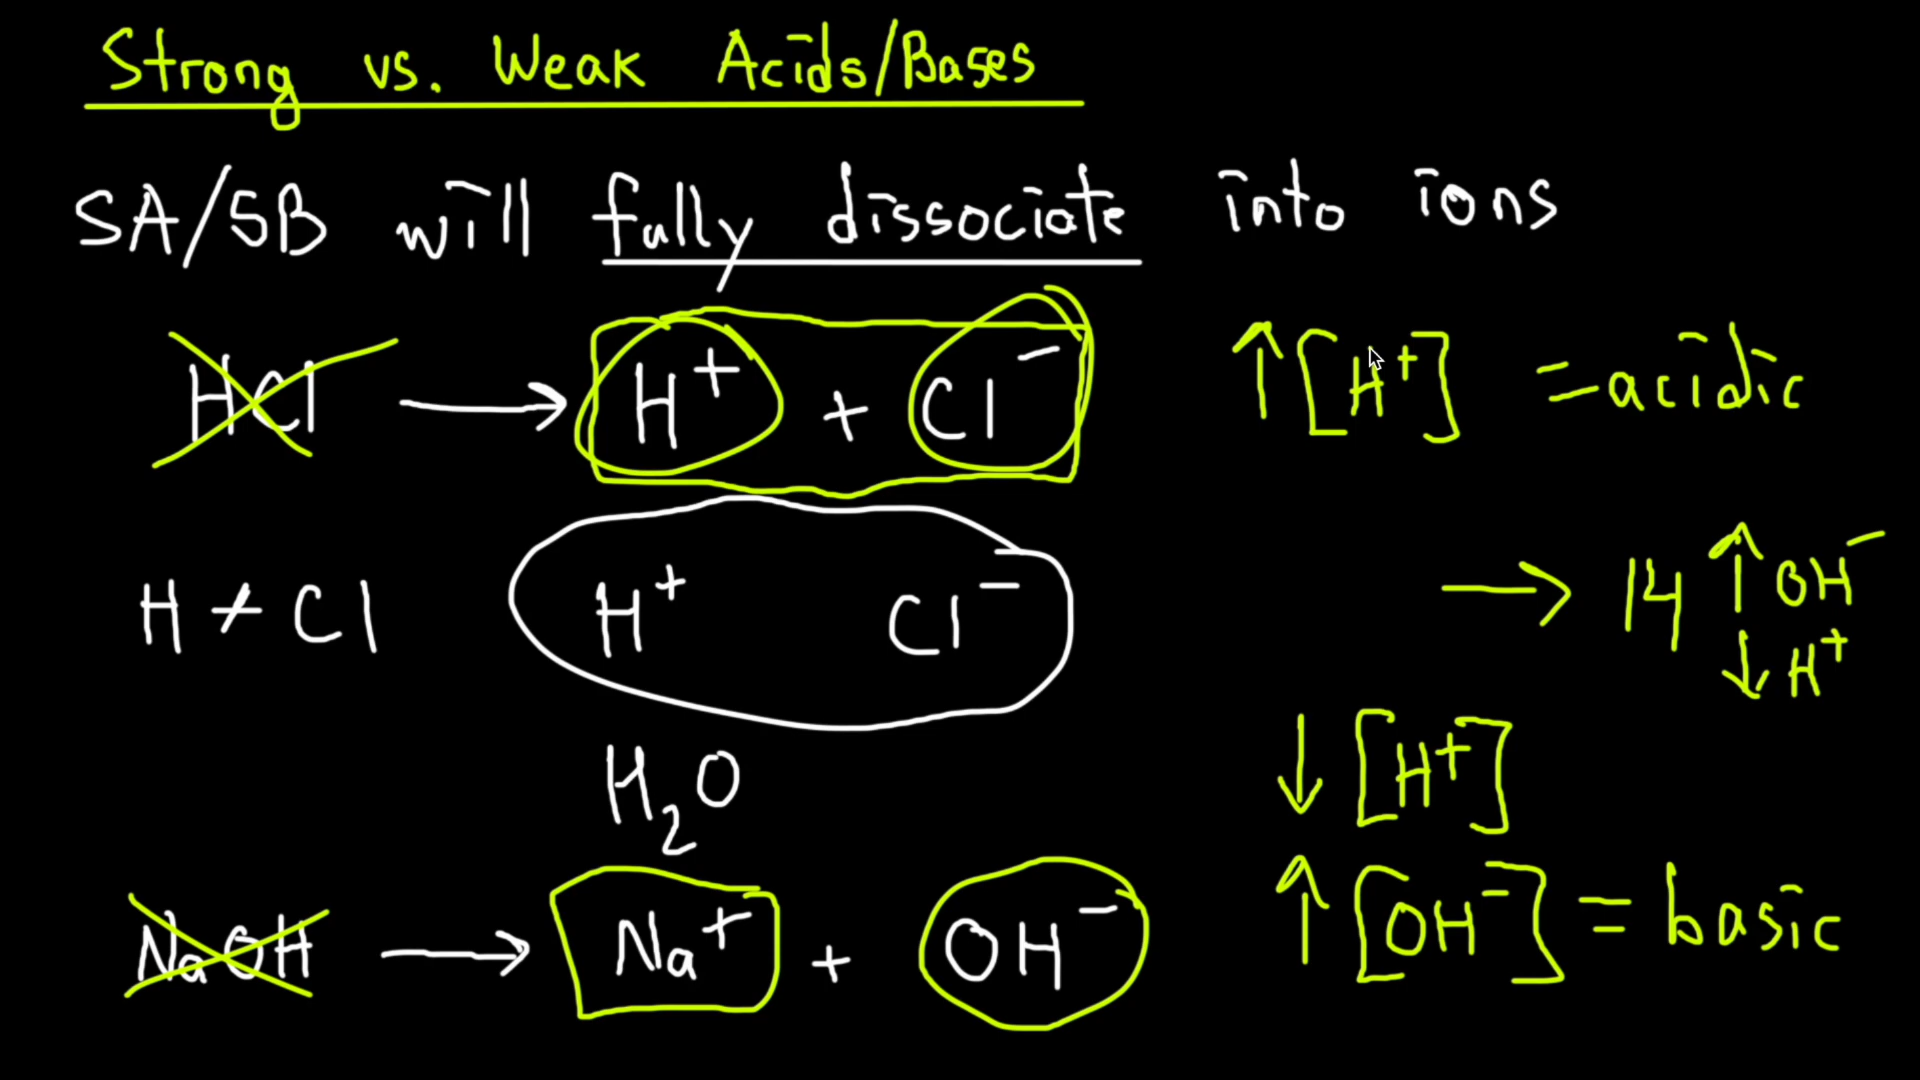 Strong vs. Weak Acids/Bases
SA/SB will fully dissociate into ions
HCl → H⁺ + Cl⁻ ↑[H⁺] = acidic
→ 14 ↑ OH⁻
↓ H⁺
H + Cl H⁺ Cl⁻
↓ [H⁺]
H₂O
NaOH → Na⁺ + OH⁻ ↑ [OH⁻] = basic